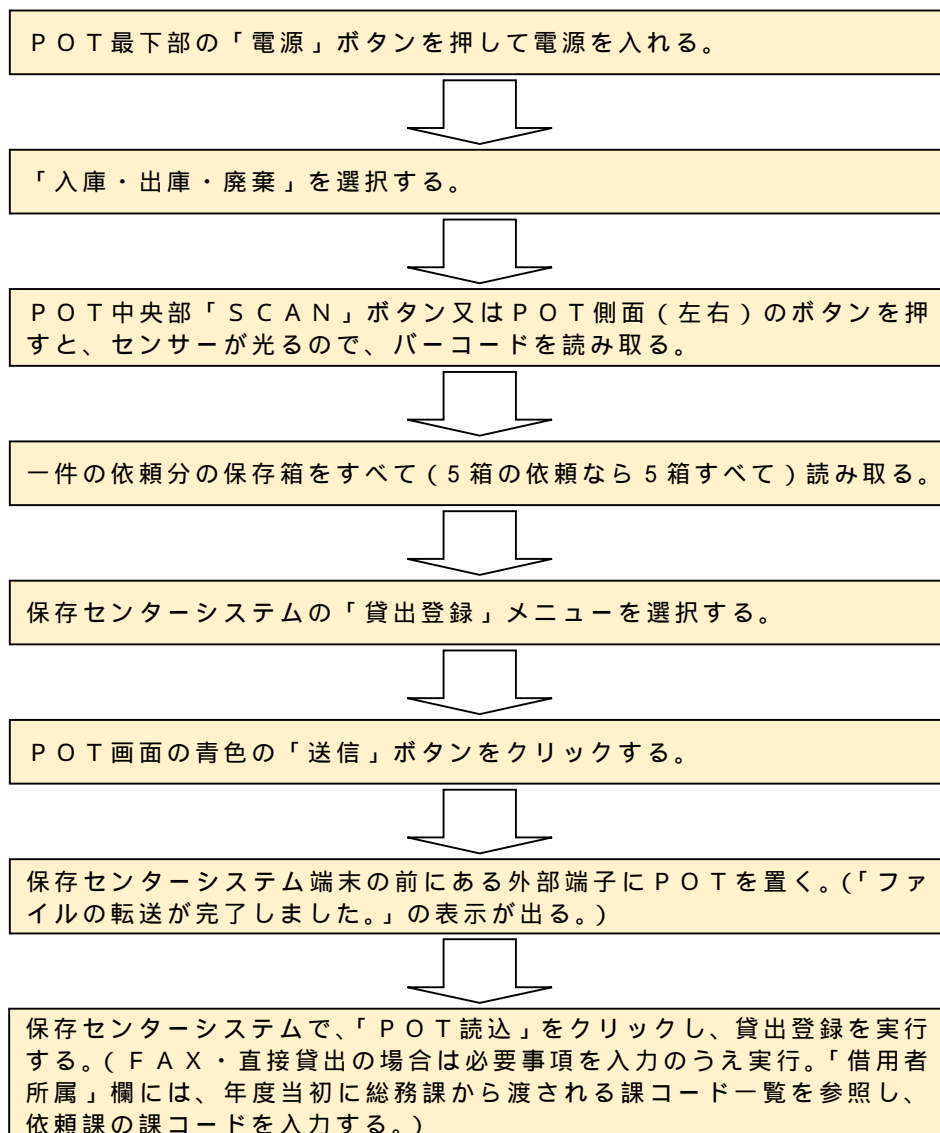 ＰＯＴ最下部の「電源」ボタンを押して電源を入れる。
「入庫・出庫・廃棄」を選択する。
ＰＯＴ中央部「ＳＣＡＮ」ボタン又はＰＯＴ側面（左右）のボタンを押
すと、センサーが光るので、バーコードを読み取る。
一件の依頼分の保存箱をすべて（5箱の依頼なら5箱すべて）読み取る。
保存センターシステムの「貸出登録」メニューを選択する。
ＰＯＴ画面の青色の「送信」ボタンをクリックする。
保存センターシステム端末の前にある外部端子にＰＯＴを置く。（「ファ
イルの転送が完了しました。」の表示が出る。）
保存センターシステムで、「ＰＯＴ読込」をクリックし、貸出登録を実行
する。（ＦＡＸ・直接貸出の場合は必要事項を入力のうえ実行。「借用者
所属」欄には、年度当初に総務課から渡される課コード一覧を参照し、
依頼課の課コードを入力する。）